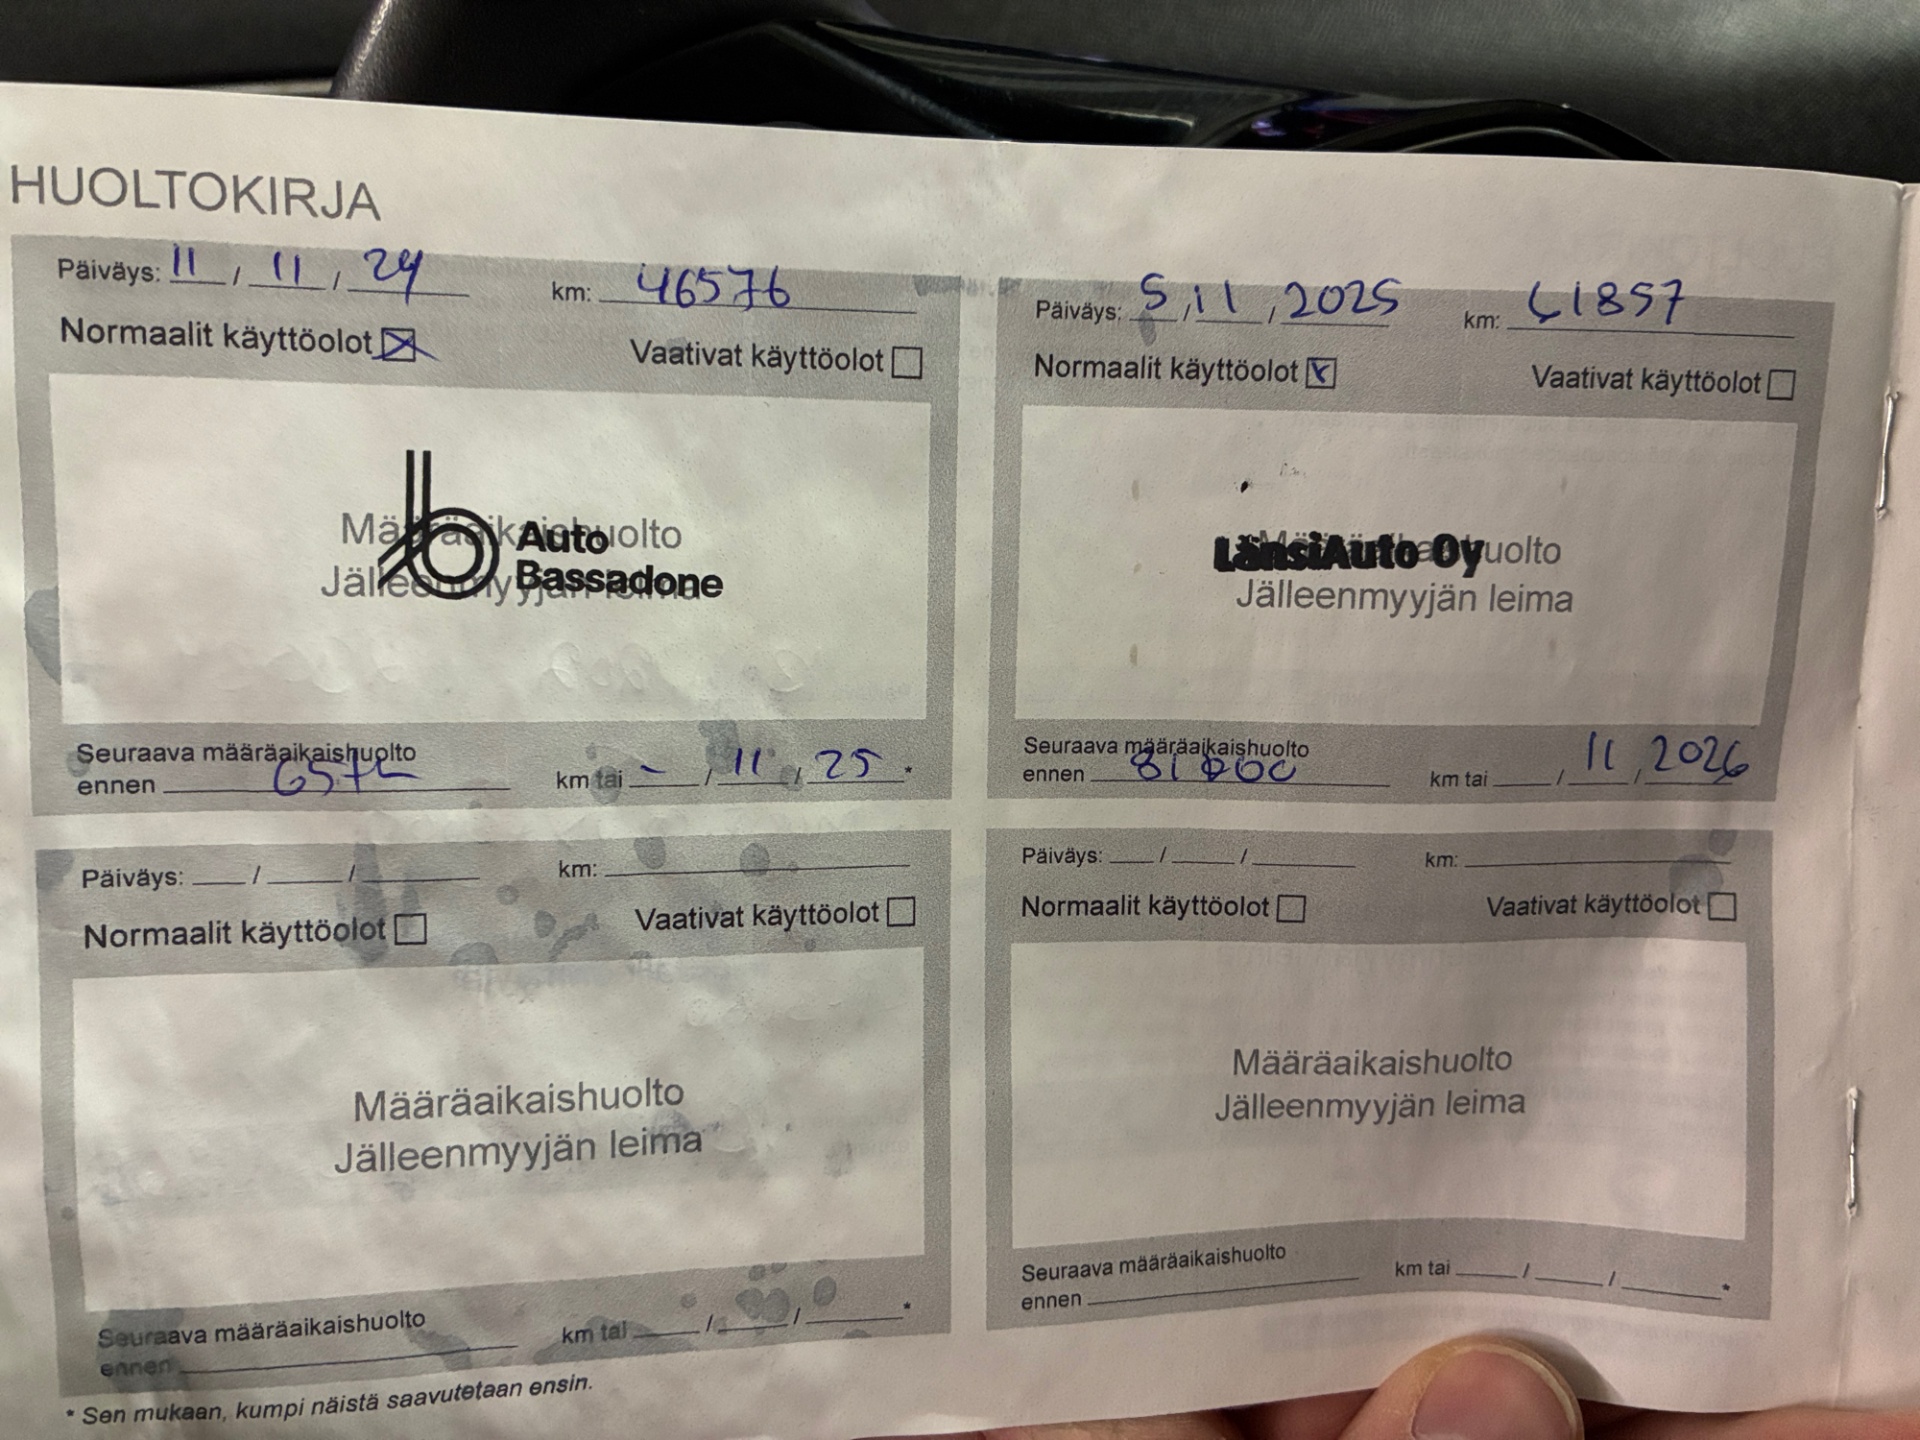 HUOLTOKIRJA
Päiväys: 11 / 11 / 24 km: 46576
Normaalit käyttöolot ☒ Vaativat käyttöolot ☐
Määräaikaishuolto
Jälleenmyyjän leima
Auto
Bassadone
Seuraava määräaikaishuolto
ennen km tai - / 11 / 25 *
Päiväys: 5 / 11 / 2025 km: 61857
Normaalit käyttöolot ☒ Vaativat käyttöolot ☐
Määräaikaishuolto
Jälleenmyyjän leima
LänsiAuto Oy
Seuraava määräaikaishuolto
ennen 81000 km tai / 11 / 2026
Päiväys: / / km:
Normaalit käyttöolot ☐ Vaativat käyttöolot ☐
Määräaikaishuolto
Jälleenmyyjän leima
Seuraava määräaikaishuolto
ennen km tai / / *
Päiväys: / / km:
Normaalit käyttöolot ☐ Vaativat käyttöolot ☐
Määräaikaishuolto
Jälleenmyyjän leima
Seuraava määräaikaishuolto
ennen km tai / / *
* Sen mukaan, kumpi näistä saavutetaan ensin.